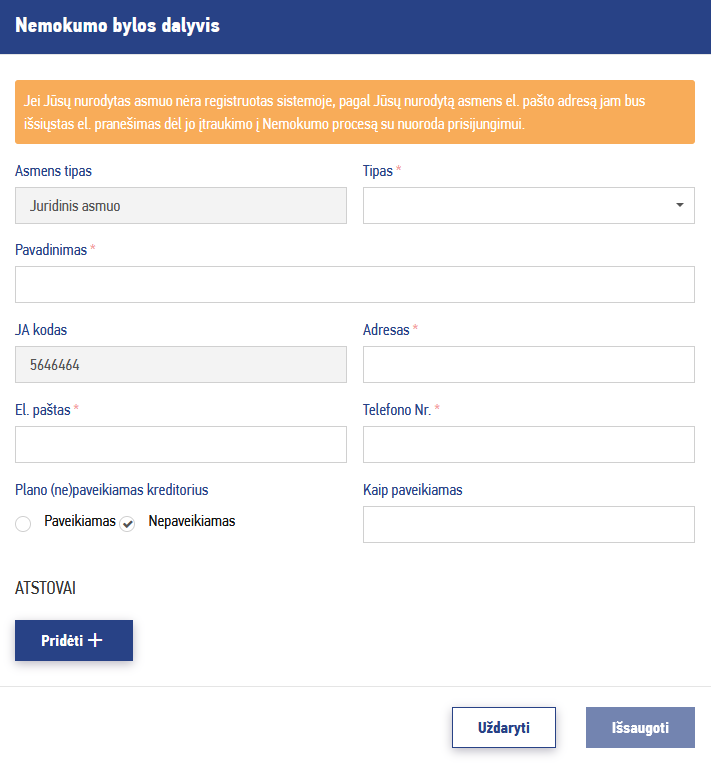 Nemokumo bylos dalyvis
Jei Jūsų nurodytas asmuo nėra registruotas sistemoje, pagal Jūsų nurodytą asmens el. pašto adresą jam bus
išsiųstas el. pranešimas dėl jo įtraukimo į Nemokumo procesą su nuoroda prisijungimui.
Asmens tipas
Tipas *
Juridinis asmuo
Pavadinimas *
JA kodas
Adresas *
5646464
El. paštas *
Telefono Nr. *
Plano (ne)paveikiamas kreditorius
Kaip paveikiamas
Paveikiamas
Nepaveikiamas
ATSTOVAI
Pridėti +
Uždaryti
Išsaugoti